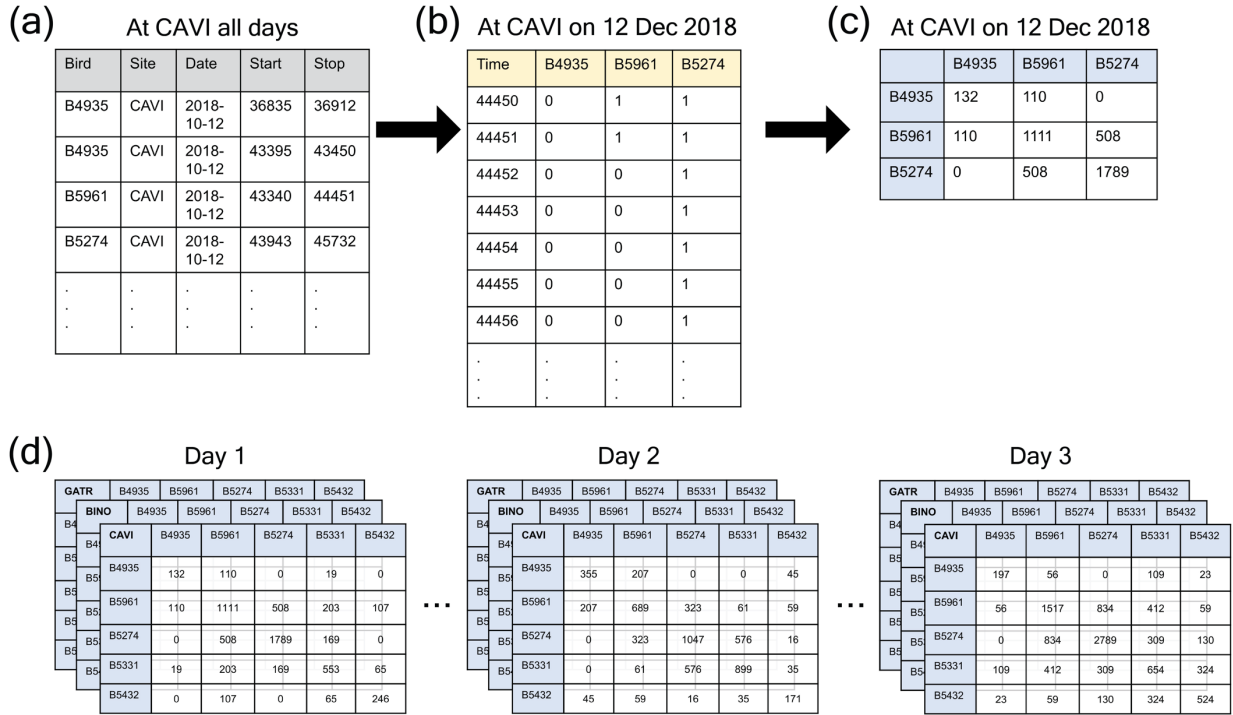 (a) At CAVI all days
Bird Site Date Start Stop
B4935 CAVI 2018-10-12 36835 36912
B4935 CAVI 2018-10-12 43395 43450
B5961 CAVI 2018-10-12 43340 44451
B5274 CAVI 2018-10-12 43943 45732
. . . . .
. . . . .
. . . . .
(b) At CAVI on 12 Dec 2018
Time B4935 B5961 B5274
44450 0 1 1
44451 0 1 1
44452 0 0 1
44453 0 0 1
44454 0 0 1
44455 0 0 1
44456 0 0 1
. . . .
. . . .
. . . .
(c) At CAVI on 12 Dec 2018
B4935 B5961 B5274
B4935 132 110 0
B5961 110 1111 508
B5274 0 508 1789
(d)
Day 1
GATR B4935 B5961 B5274 B5331 B5432
BINO B4935 B5961 B5274 B5331 B5432
CAVI B4935 B5961 B5274 B5331 B5432
B4935 132 110 0 19 0
B5961 110 1111 508 203 107
B5274 0 508 1789 169 0
B5331 19 203 169 553 65
B5432 0 107 0 65 246
...
Day 2
GATR B4935 B5961 B5274 B5331 B5432
BINO B4935 B5961 B5274 B5331 B5432
CAVI B4935 B5961 B5274 B5331 B5432
B4935 355 207 0 0 45
B5961 207 689 323 61 59
B5274 0 323 1047 576 16
B5331 0 61 576 899 35
B5432 45 59 16 35 171
...
Day 3
GATR B4935 B5961 B5274 B5331 B5432
BINO B4935 B5961 B5274 B5331 B5432
CAVI B4935 B5961 B5274 B5331 B5432
B4935 197 56 0 109 23
B5961 56 1517 834 412 59
B5274 0 834 2789 309 130
B5331 109 412 309 654 324
B5432 23 59 130 324 524